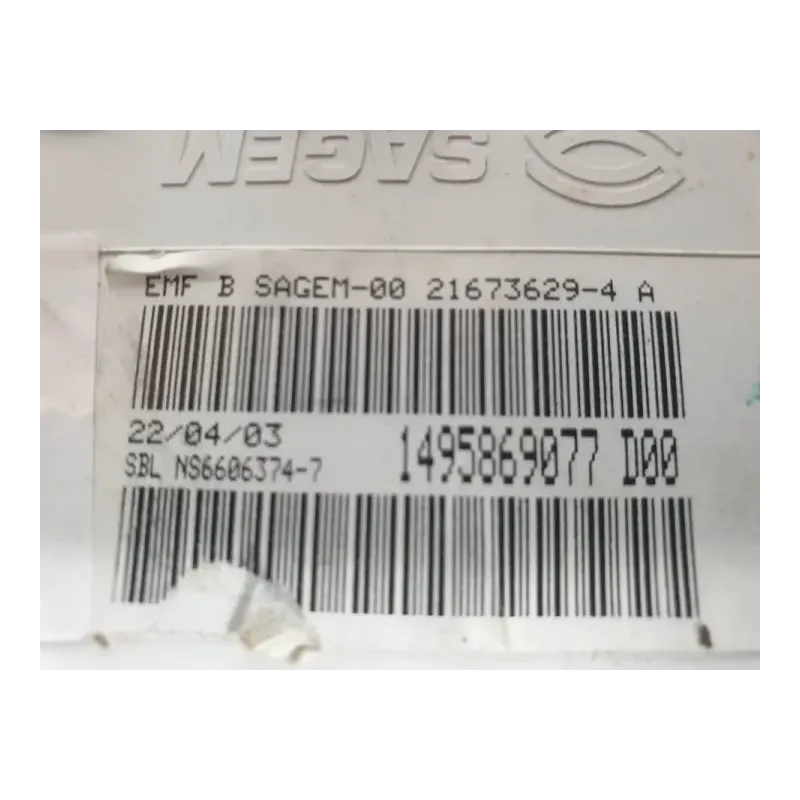 SAGEM
EMF B SAGEM-00 21673629-4 A
22/04/03
SBL NS6606374-7
1495869077 D00